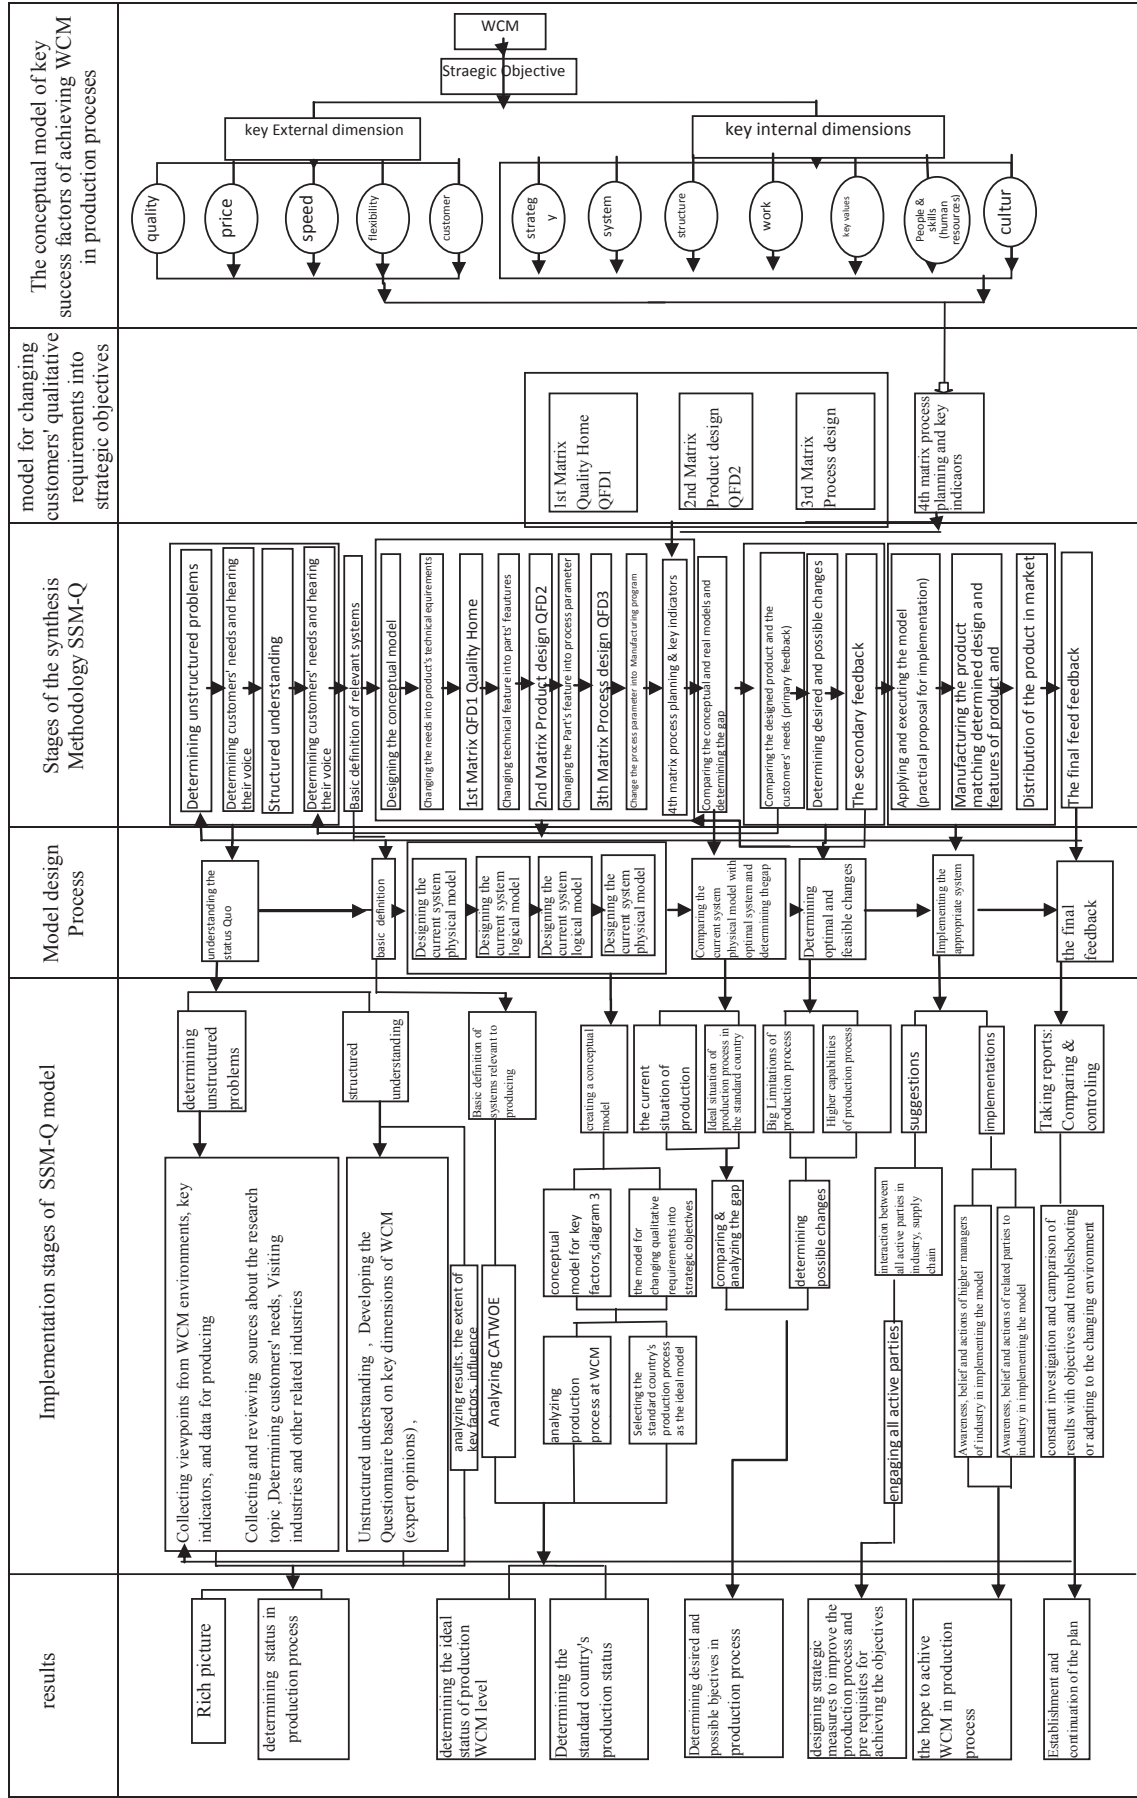 The conceptual model of key
success factors of achieving WCM
in production proceses
WCM
Straegic Objective
key External dimension
key internal dimensions
quality
price
speed
flexibility
customer
strateg
y
system
structure
work
key values
People &
skills
(human
resources)
cultur
model for changing
customers' qualitative
requirements into
strategic objectives
1st Matrix
Quality Home
QFD1
2nd Matrix
Product design
QFD2
3rd Matrix
Process design
4th matrix process
planning and key
indicaors
Stages of the synthesis
Methodology SSM-Q
Determining unstructured problems
Determining customers' needs and hearing
their voice
Structured understanding
Determining customers' needs and hearing
their voice
Basic definition of relevant systems
Designing the conceptual model
Changing the needs into product's technical equirements
1st Matrix QFD1 Quality Home
Changing technical feature into parts' feautures
2nd Matrix Product design QFD2
Changing the Part's feature into process parameter
3th Matrix Process design QFD3
Change the process parameter into Manufacturing program
4th matrix process planning & key indicators
Comparing the conceptual and real models and
determining the gap
Comparing the designed product and the
customers' needs (primary feedback)
Determining desired and possible changes
The secondary feedback
Applying and executing the model
(practical proposal for implementation)
Manufacturing the product
matching determined design and
features of product and
Distribution of the product in market
The final feed feedback
Model design
Process
understanding the
status Quo
basic definition
Designing the
current system
physical model
Designing the
current system
logical model
Designing the
current system
logical model
Designing the
current system
physical model
Comparing the
current system
physical model with
optimal system and
determining thegap
Determining
optimal and
feasible changes
Implementing the
appropriate system
the final
feedback
Implementation stages of SSM-Q model
determining
unstructured
problems
structured
understanding
Basic definition of
systems relevant to
producing
creating a conceptual
model
the current
situation of
production
Ideal situation of
production process in
the standard country
Big Limitations of
production process
Higher capabilities
of production process
suggestions
implementations
Taking reports:
Comparing &
controling
Collecting viewpoints from WCM environments, key
indicators, and data for producing
Collecting and reviewing sources about the research
topic ,Determining customers' needs, Visiting
industries and other related industries
Unstructured understanding , Developing the
Questionnaire based on key dimensions of WCM
(expert opinions) ,
analyzing results. the extent of
key factors. influence
Analyzing CATWOE
conceptual
model for key
factors,diagram 3
the model for
changing qualitative
requirements into
strategic objectives
comparing &
analyzing the gap
determining
possible changes
interaction between
all active parties in
industry, supply
chain
analyzing
production
process at WCM
Selecting the
standard country's
production process
as the ideal model
engaging all active parties
Awareness, belief and actions of higher managers
of industry in implementing the model
Awareness, belief and actions of related parties to
industry in implementing the model
constant investigation and camparison of
results with objectives and troubleshooting
or adapting to the changing environment
results
Rich picture
determining status in
production process
determining the ideal
status of production
WCM level
Determining the
standard country's
production status
Determining desired and
possible bjectives in
production process
designing strategic
measures to improve the
production process and
pre requisites for
achieving the objectives
the hope to achive
WCM in production
process
Establishment and
continuation of the plan